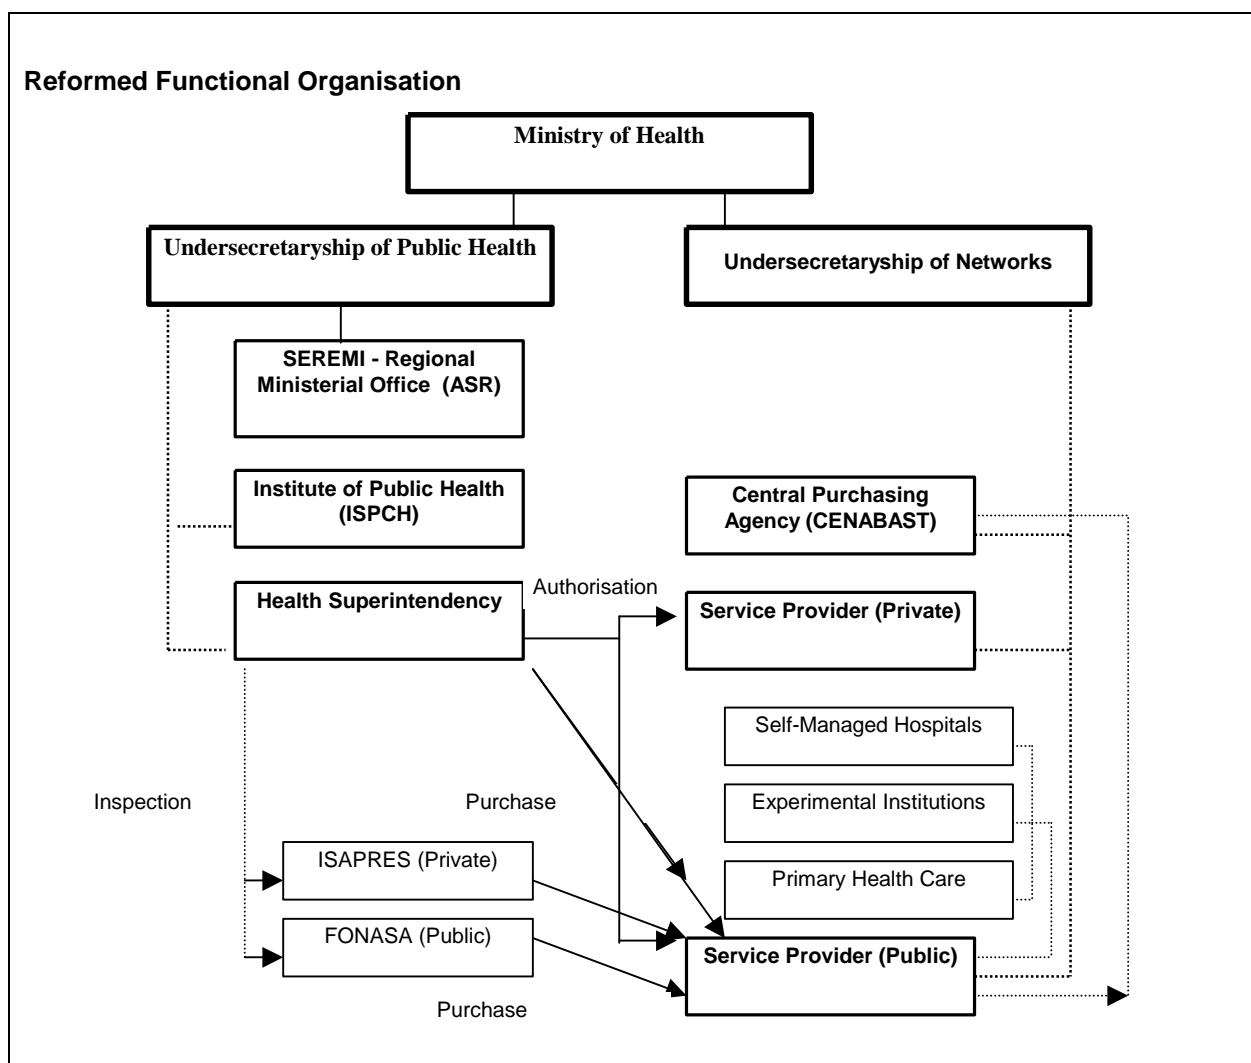 Reformed Functional Organisation
Ministry of Health
Undersecretaryship of Public Health
Undersecretaryship of Networks
SEREMI - Regional
Ministerial Office (ASR)
Institute of Public Health
(ISPCH)
Central Purchasing
Agency (CENABAST)
Health Superintendency
Authorisation
Service Provider (Private)
Self-Managed Hospitals
Inspection
Purchase
Experimental Institutions
ISAPRES (Private)
Primary Health Care
FONASA (Public)
Service Provider (Public)
Purchase